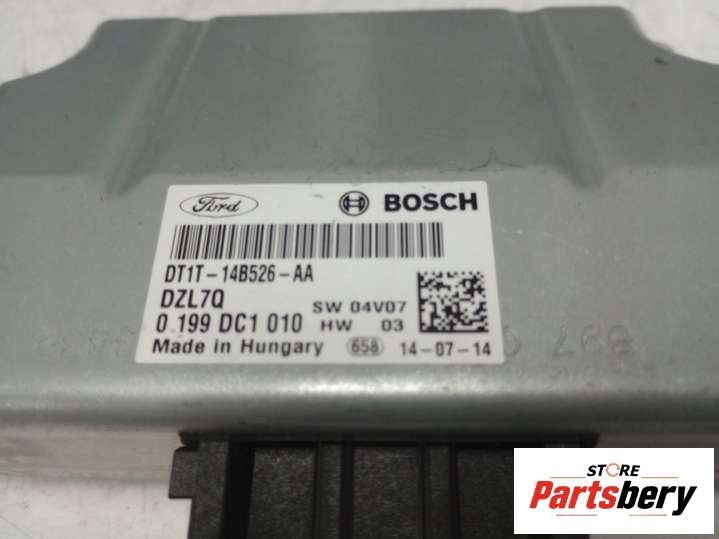 Ford
BOSCH
DT1T-14B526-AA
DZL7Q
SW 04V07
0 199 DC1 010 HW 03
Made in Hungary 658 14-07-14
STORE
Partsbery